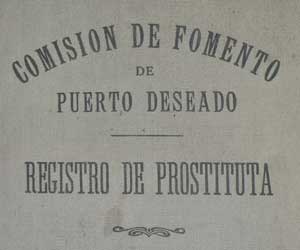 COMISION DE FOMENTO
DE
PUERTO DESEADO
REGISTRO DE PROSTITUTA